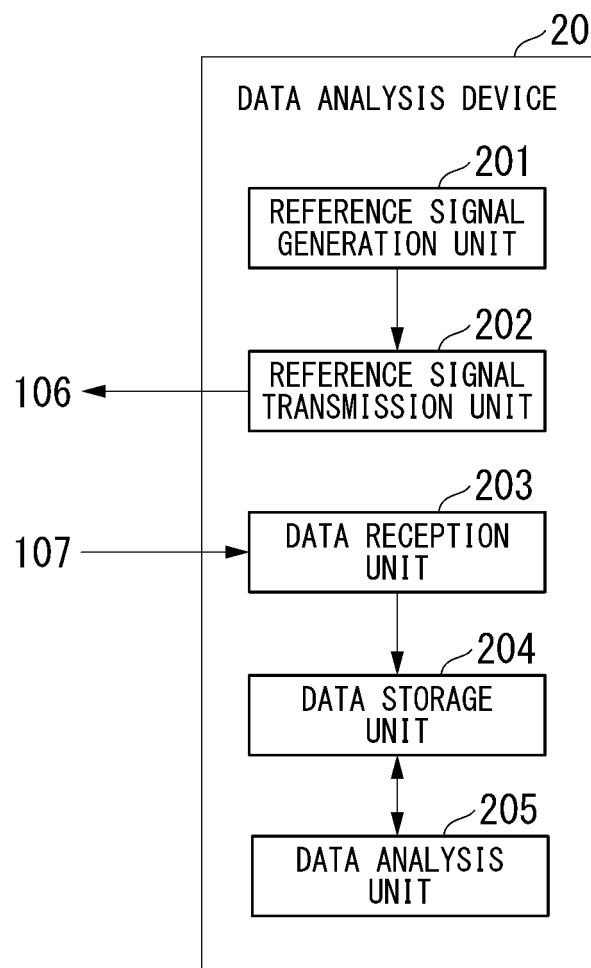 20
DATA ANALYSIS DEVICE
201
REFERENCE SIGNAL
GENERATION UNIT
202
REFERENCE SIGNAL
TRANSMISSION UNIT
106
203
DATA RECEPTION
UNIT
107
204
DATA STORAGE
UNIT
205
DATA ANALYSIS
UNIT